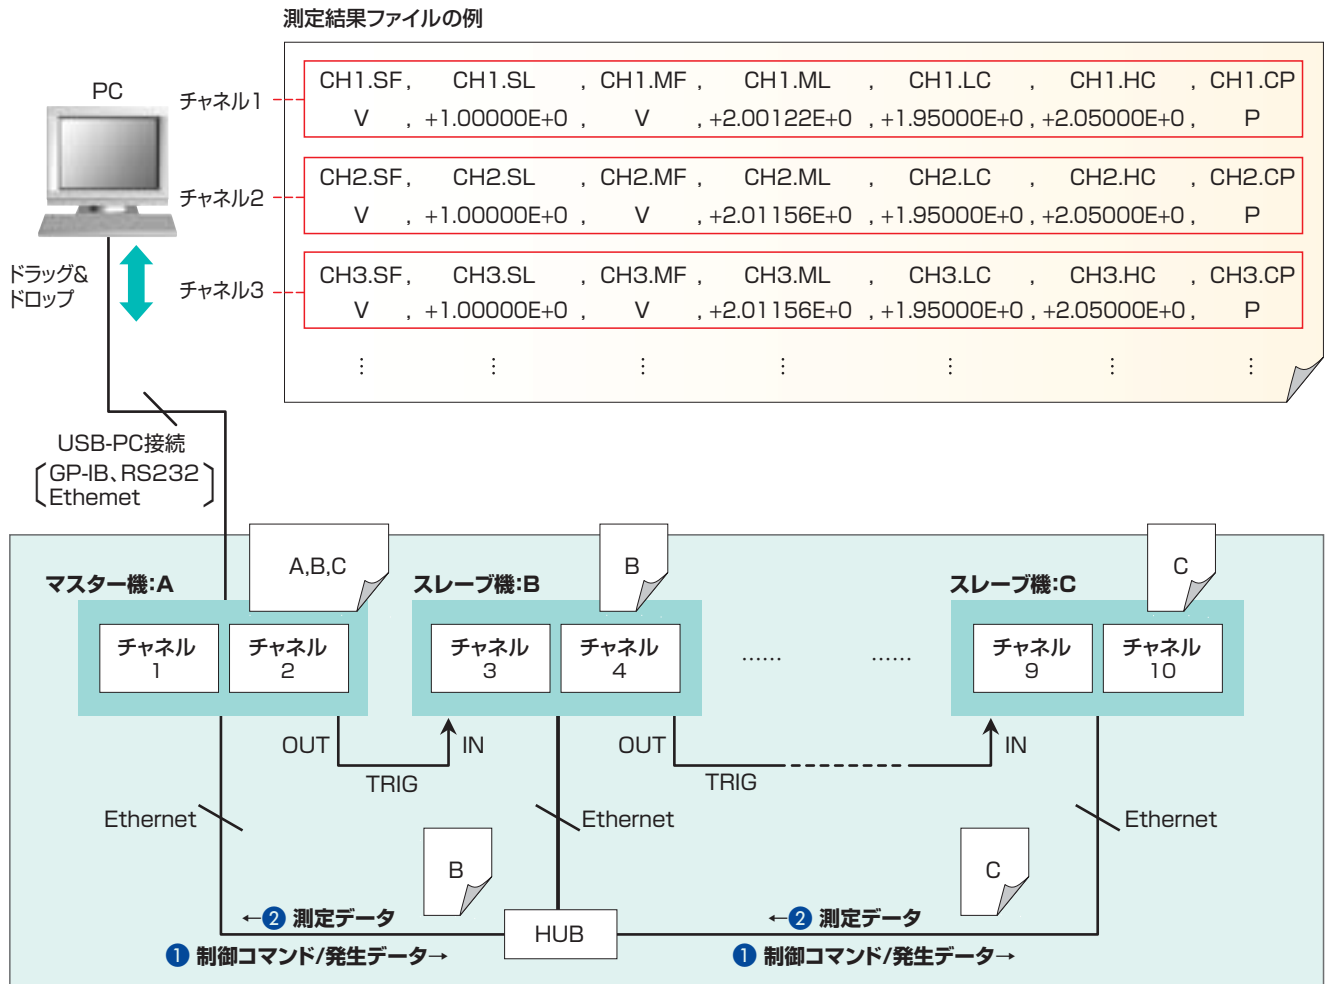 測定結果ファイルの例
PC
チャネル1
CH1.SF, CH1.SL , CH1.MF , CH1.ML , CH1.LC , CH1.HC , CH1.CP
V , +1.00000E+0 , V , +2.00122E+0 , +1.95000E+0 , +2.05000E+0 , P
チャネル2
CH2.SF, CH2.SL , CH2.MF , CH2.ML , CH2.LC , CH2.HC , CH2.CP
V , +1.00000E+0 , V , +2.01156E+0 , +1.95000E+0 , +2.05000E+0 , P
チャネル3
CH3.SF, CH3.SL , CH3.MF , CH3.ML , CH3.LC , CH3.HC , CH3.CP
V , +1.00000E+0 , V , +2.01156E+0 , +1.95000E+0 , +2.05000E+0 , P
⋮ ⋮ ⋮ ⋮ ⋮ ⋮ ⋮
ドラッグ&
ドロップ
USB-PC接続
GP-IB、RS232
Ethemet
A,B,C
B
C
マスター機:A
スレーブ機:B
スレーブ機:C
チャネル
1
チャネル
2
チャネル
3
チャネル
4
…… ……
チャネル
9
チャネル
10
OUT
TRIG
IN
OUT
TRIG
IN
Ethernet
Ethernet
Ethernet
B
C
←❷ 測定データ
HUB
←❷ 測定データ
❶ 制御コマンド/発生データ→
❶ 制御コマンド/発生データ→